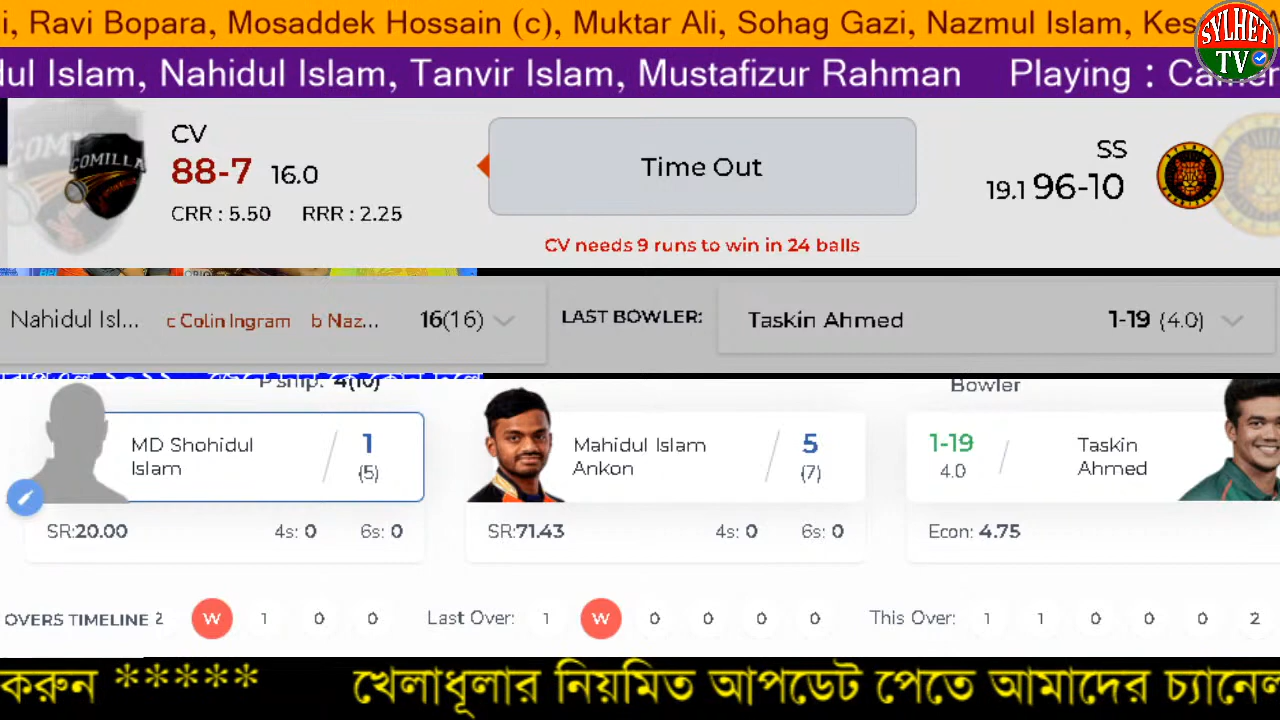 i, Ravi Bopara, Mosaddek Hossain (c), Muktar Ali, Sohag Gazi, Nazmul Islam, Kes
SYLHET TV
dul Islam, Nahidul Islam, Tanvir Islam, Mustafizur Rahman Playing : Camer
COMILLA
CV
88-7 16.0
CRR : 5.50 RRR : 2.25
Time Out
CV needs 9 runs to win in 24 balls
SS
19.1 96-10
Nahidul Isl... c Colin Ingram b Naz... 16(16)
LAST BOWLER:
Taskin Ahmed 1-19 (4.0)
P'ship: 4(10)
Bowler
MD Shohidul Islam 1 (5)
SR:20.00 4s: 0 6s: 0
Mahidul Islam Ankon 5 (7)
SR:71.43 4s: 0 6s: 0
1-19 4.0 Taskin Ahmed
Econ: 4.75
OVERS TIMELINE 2 W 1 0 0 Last Over: 1 W 0 0 0 0 This Over: 1 1 0 0 0 2
করুন ***** খেলাধূলার নিয়মিত আপডেট পেতে আমাদের চ্যানেল